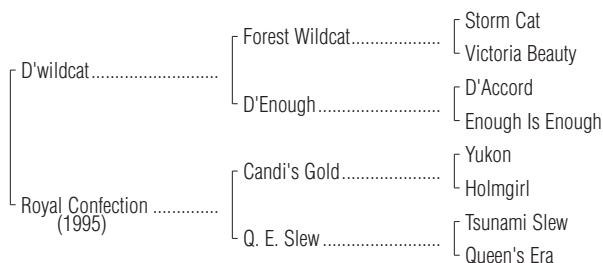 Storm Cat
Forest Wildcat
Victoria Beauty
D'wildcat
D'Accord
D'Enough
Enough Is Enough
Yukon
Candi's Gold
Holmgirl
Royal Confection
(1995)
Tsunami Slew
Q. E. Slew
Queen's Era